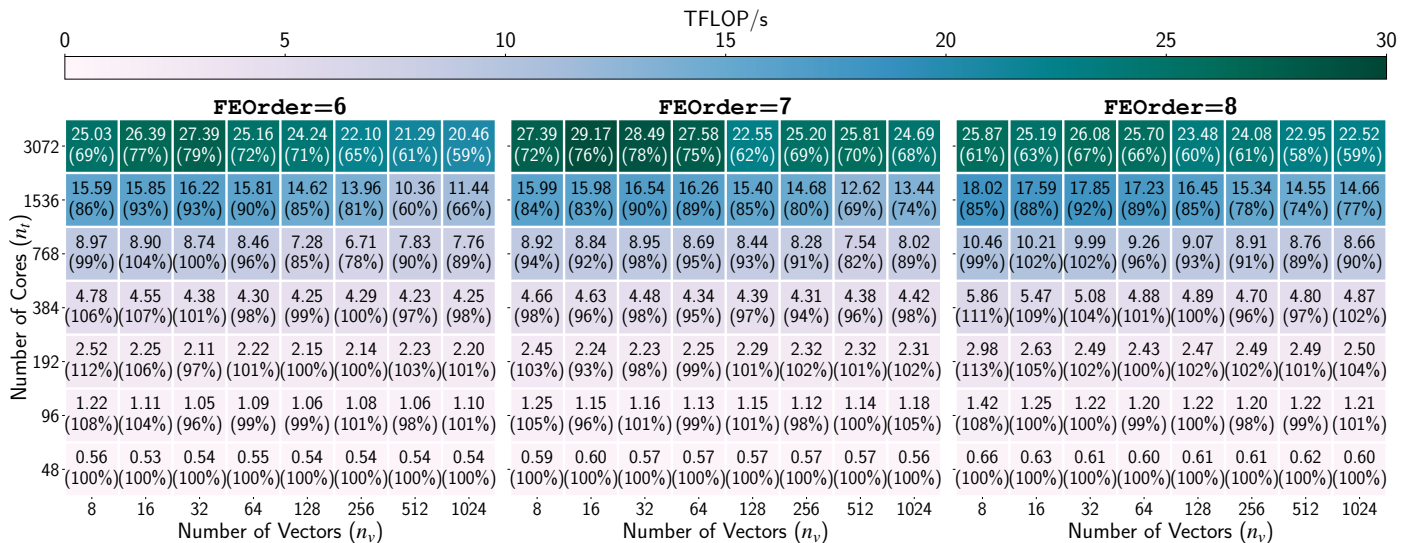 TFLOP/s
0 5 10 15 20 25 30
FEOrder=6 FEOrder=7 FEOrder=8
Number of Cores (n_l)
3072 25.03 26.39 27.39 25.16 24.24 22.10 21.29 20.46 27.39 29.17 28.49 27.58 22.55 25.20 25.81 24.69 25.87 25.19 26.08 25.70 23.48 24.08 22.95 22.52
(69%) (77%) (79%) (72%) (71%) (65%) (61%) (59%) (72%) (76%) (78%) (75%) (62%) (69%) (70%) (68%) (61%) (63%) (67%) (66%) (60%) (61%) (58%) (59%)
1536 15.59 15.85 16.22 15.81 14.62 13.96 10.36 11.44 15.99 15.98 16.54 16.26 15.40 14.68 12.62 13.44 18.02 17.59 17.85 17.23 16.45 15.34 14.55 14.66
(86%) (93%) (93%) (90%) (85%) (81%) (60%) (66%) (84%) (83%) (90%) (89%) (85%) (80%) (69%) (74%) (85%) (88%) (92%) (89%) (85%) (78%) (74%) (77%)
768 8.97 8.90 8.74 8.46 7.28 6.71 7.83 7.76 8.92 8.84 8.95 8.69 8.44 8.28 7.54 8.02 10.46 10.21 9.99 9.26 9.07 8.91 8.76 8.66
(99%) (104%) (100%) (96%) (85%) (78%) (90%) (89%) (94%) (92%) (98%) (95%) (93%) (91%) (82%) (89%) (99%) (102%) (102%) (96%) (93%) (91%) (89%) (90%)
384 4.78 4.55 4.38 4.30 4.25 4.29 4.23 4.25 4.66 4.63 4.48 4.34 4.39 4.31 4.38 4.42 5.86 5.47 5.08 4.88 4.89 4.70 4.80 4.87
(106%) (107%) (101%) (98%) (99%) (100%) (97%) (98%) (98%) (96%) (98%) (95%) (97%) (94%) (96%) (98%) (111%) (109%) (104%) (101%) (100%) (96%) (97%) (102%)
192 2.52 2.25 2.11 2.22 2.15 2.14 2.23 2.20 2.45 2.24 2.23 2.25 2.29 2.32 2.32 2.31 2.98 2.63 2.49 2.43 2.47 2.49 2.49 2.50
(112%) (106%) (97%) (101%) (100%) (100%) (103%) (101%) (103%) (93%) (98%) (99%) (101%) (102%) (101%) (102%) (113%) (105%) (102%) (100%) (102%) (102%) (101%) (104%)
96 1.22 1.11 1.05 1.09 1.06 1.08 1.06 1.10 1.25 1.15 1.16 1.13 1.15 1.12 1.14 1.18 1.42 1.25 1.22 1.20 1.22 1.20 1.22 1.21
(108%) (104%) (96%) (99%) (99%) (101%) (98%) (101%) (105%) (96%) (101%) (99%) (101%) (98%) (100%) (105%) (108%) (100%) (100%) (99%) (100%) (98%) (99%) (101%)
48 0.56 0.53 0.54 0.55 0.54 0.54 0.54 0.54 0.59 0.60 0.57 0.57 0.57 0.57 0.57 0.56 0.66 0.63 0.61 0.60 0.61 0.61 0.62 0.60
(100%) (100%) (100%) (100%) (100%) (100%) (100%) (100%) (100%) (100%) (100%) (100%) (100%) (100%) (100%) (100%) (100%) (100%) (100%) (100%) (100%) (100%) (100%) (100%)
8 16 32 64 128 256 512 1024 8 16 32 64 128 256 512 1024 8 16 32 64 128 256 512 1024
Number of Vectors (n_v) Number of Vectors (n_v) Number of Vectors (n_v)